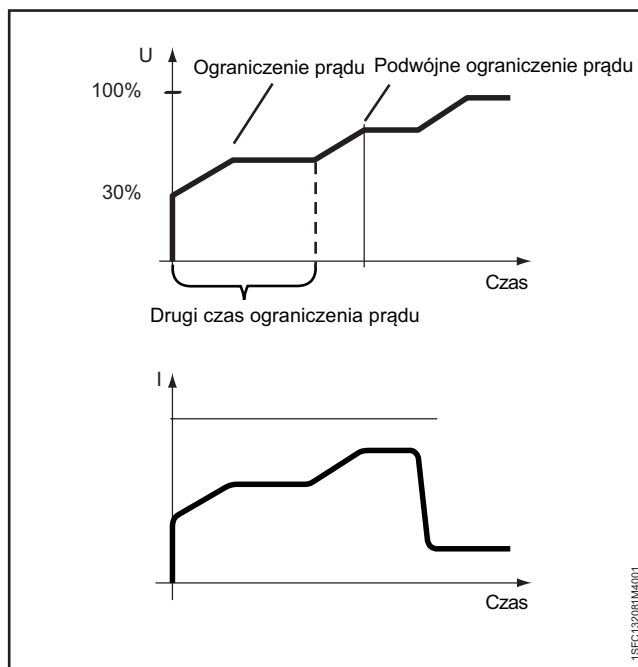 U
Ograniczenie prądu
Podwójne ograniczenie prądu
100%
30%
Czas
Drugi czas ograniczenia prądu
I
Czas
1SFC132081M4001